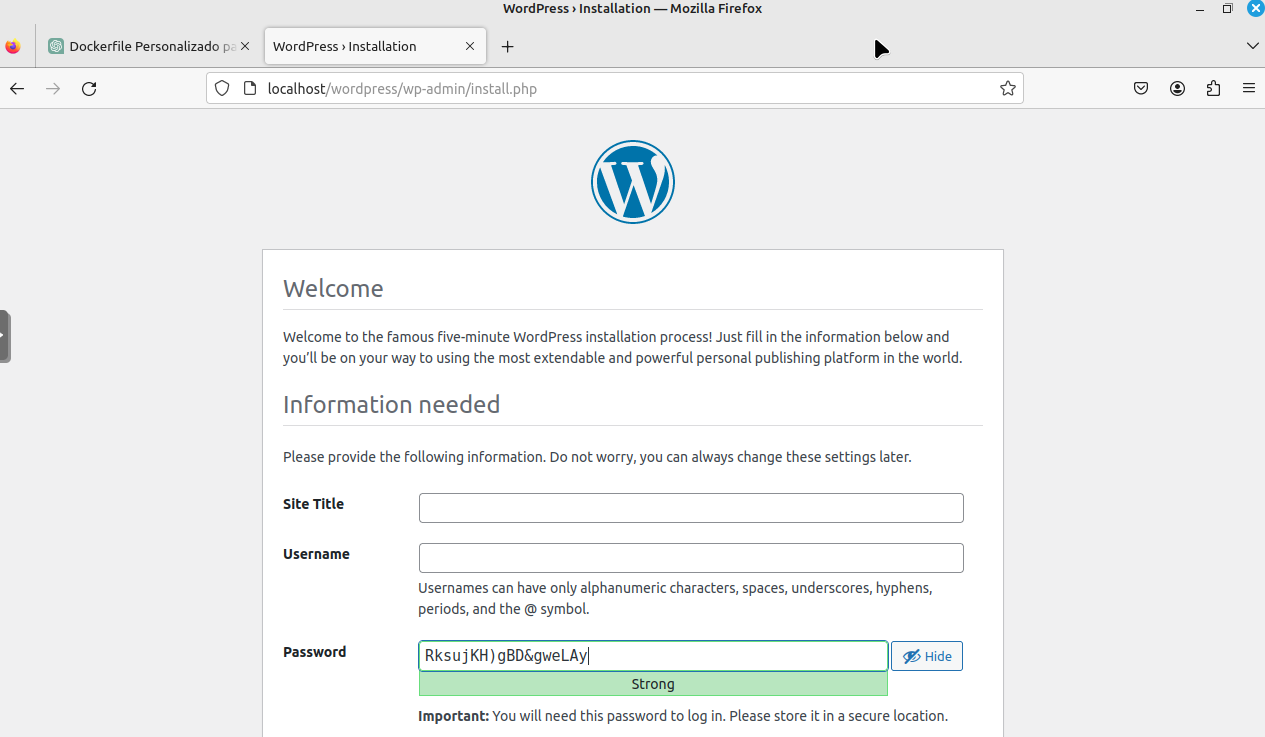 WordPress › Installation — Mozilla Firefox
Dockerfile Personalizado pa
WordPress › Installation
localhost/wordpress/wp-admin/install.php
Welcome
Welcome to the famous five-minute WordPress installation process! Just fill in the information below and
you’ll be on your way to using the most extendable and powerful personal publishing platform in the world.
Information needed
Please provide the following information. Do not worry, you can always change these settings later.
Site Title
Username
Usernames can have only alphanumeric characters, spaces, underscores, hyphens,
periods, and the @ symbol.
Password RksujKH)gBD&gweLAy Hide
Strong
Important: You will need this password to log in. Please store it in a secure location.